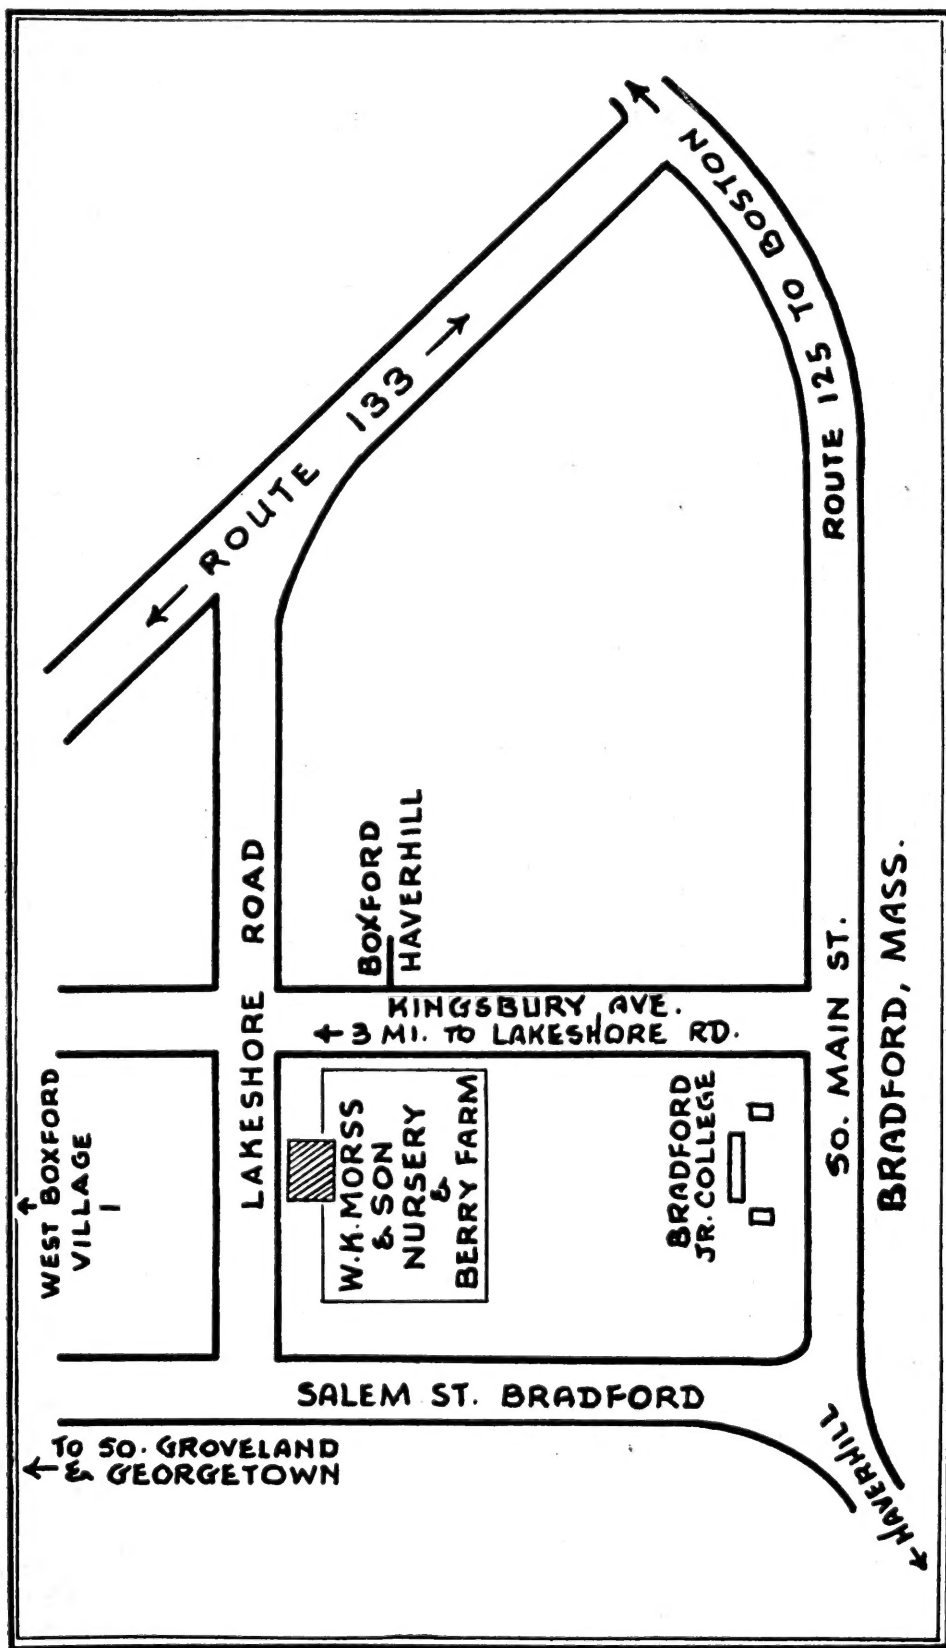 ROUTE 125 TO BOSTON
ROUTE 133
LAKESHORE ROAD
BOXFORD
HAVERHILL
KINGSBURY AVE.
3 MI. TO LAKESHORE RD.
WEST BOXFORD
VILLAGE
W.K. MORSS
& SON
NURSERY
&
BERRY FARM
BRADFORD
JR. COLLEGE
SO. MAIN ST.
BRADFORD, MASS.
SALEM ST. BRADFORD
TO SO. GROVELAND
& GEORGETOWN
HAVERHILL